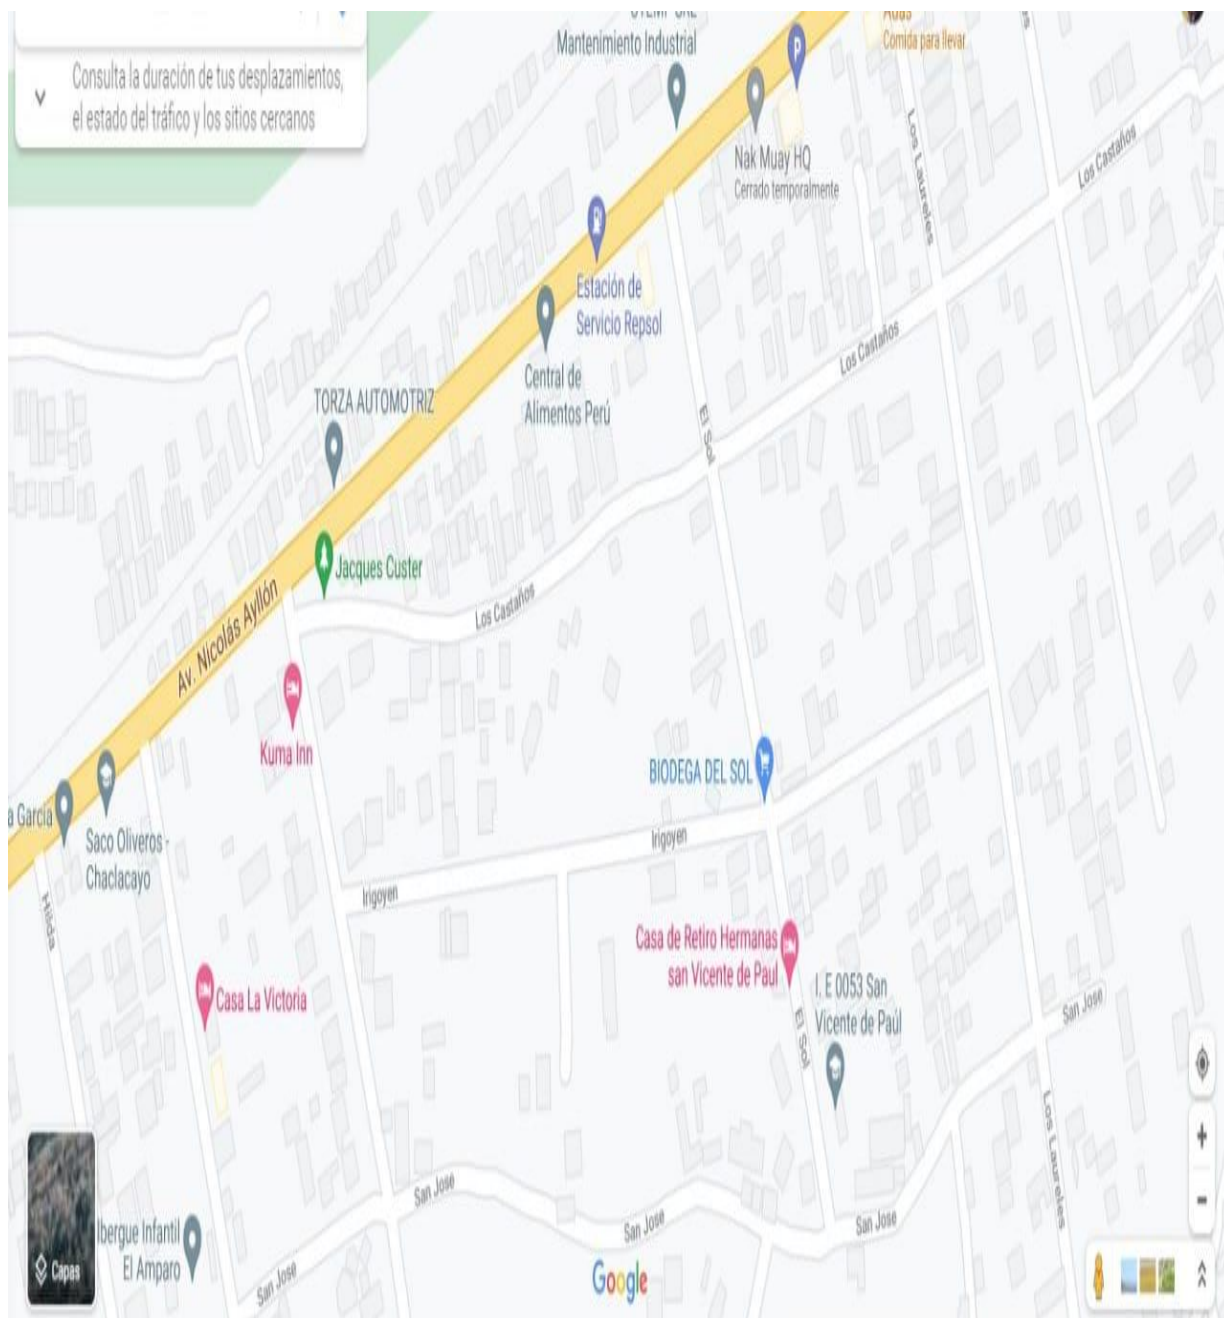 Mantenimiento Industrial
Comida para llevar
Consulta la duración de tus desplazamientos,
el estado del tráfico y los sitios cercanos
Los Laureles
Los Castaños
Nak Muay HQ
Cerrado temporalmente
Estación de
Servicio Repsol
Los Castaños
Central de
Alimentos Perú
TORZA AUTOMOTRIZ
El Sol
Jacques Custer
Los Castaños
Av. Nicolás Ayllón
Kuma Inn
BIODEGA DEL SOL
a García
Saco Oliveros -
Chaclacayo
Irigoyen
Irigoyen
Hilda
Casa de Retiro Hermanas
san Vicente de Paul
Casa La Victoria
I. E 0053 San
Vicente de Paúl
San Jose
El Sol
Los Laureles
San Jose
San Jose
San Jose
lbergue Infantil
El Amparo
Capas
San Jose
Google